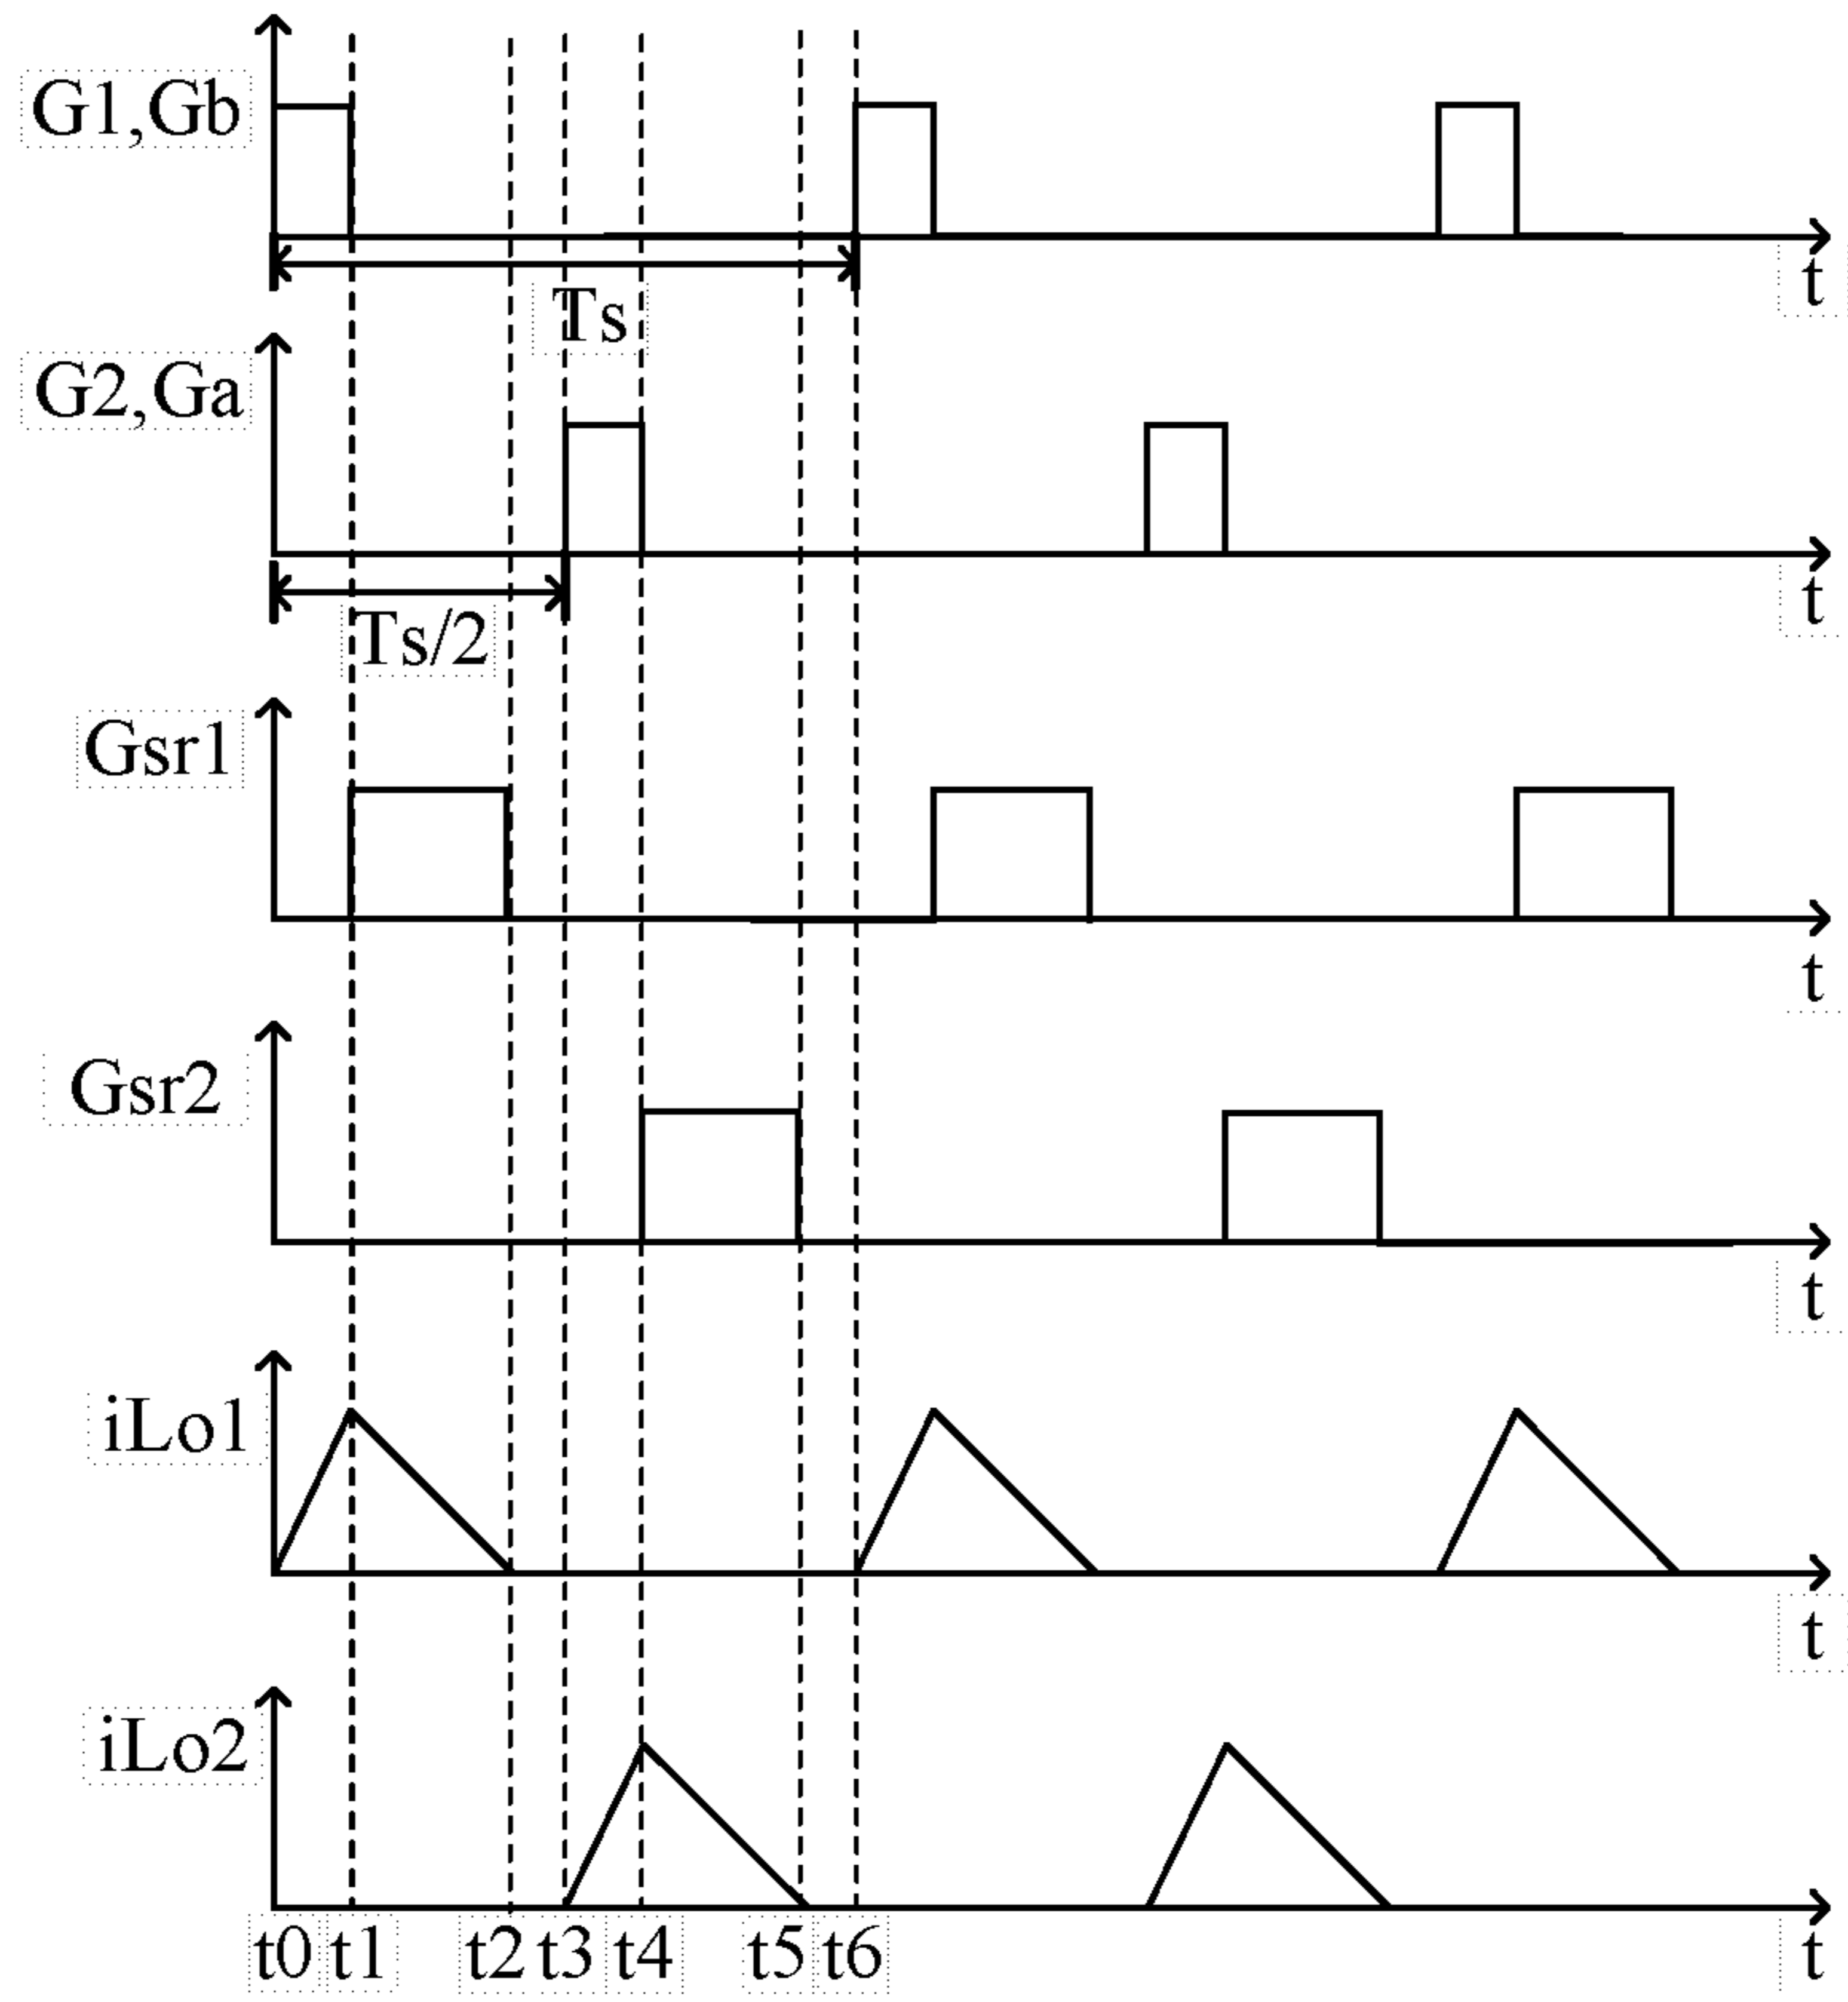 G1,Gb
t
Ts
G2,Ga
t
Ts/2
Gsr1
t
Gsr2
t
iLo1
t
iLo2
t0 t1 t2 t3 t4 t5 t6 t